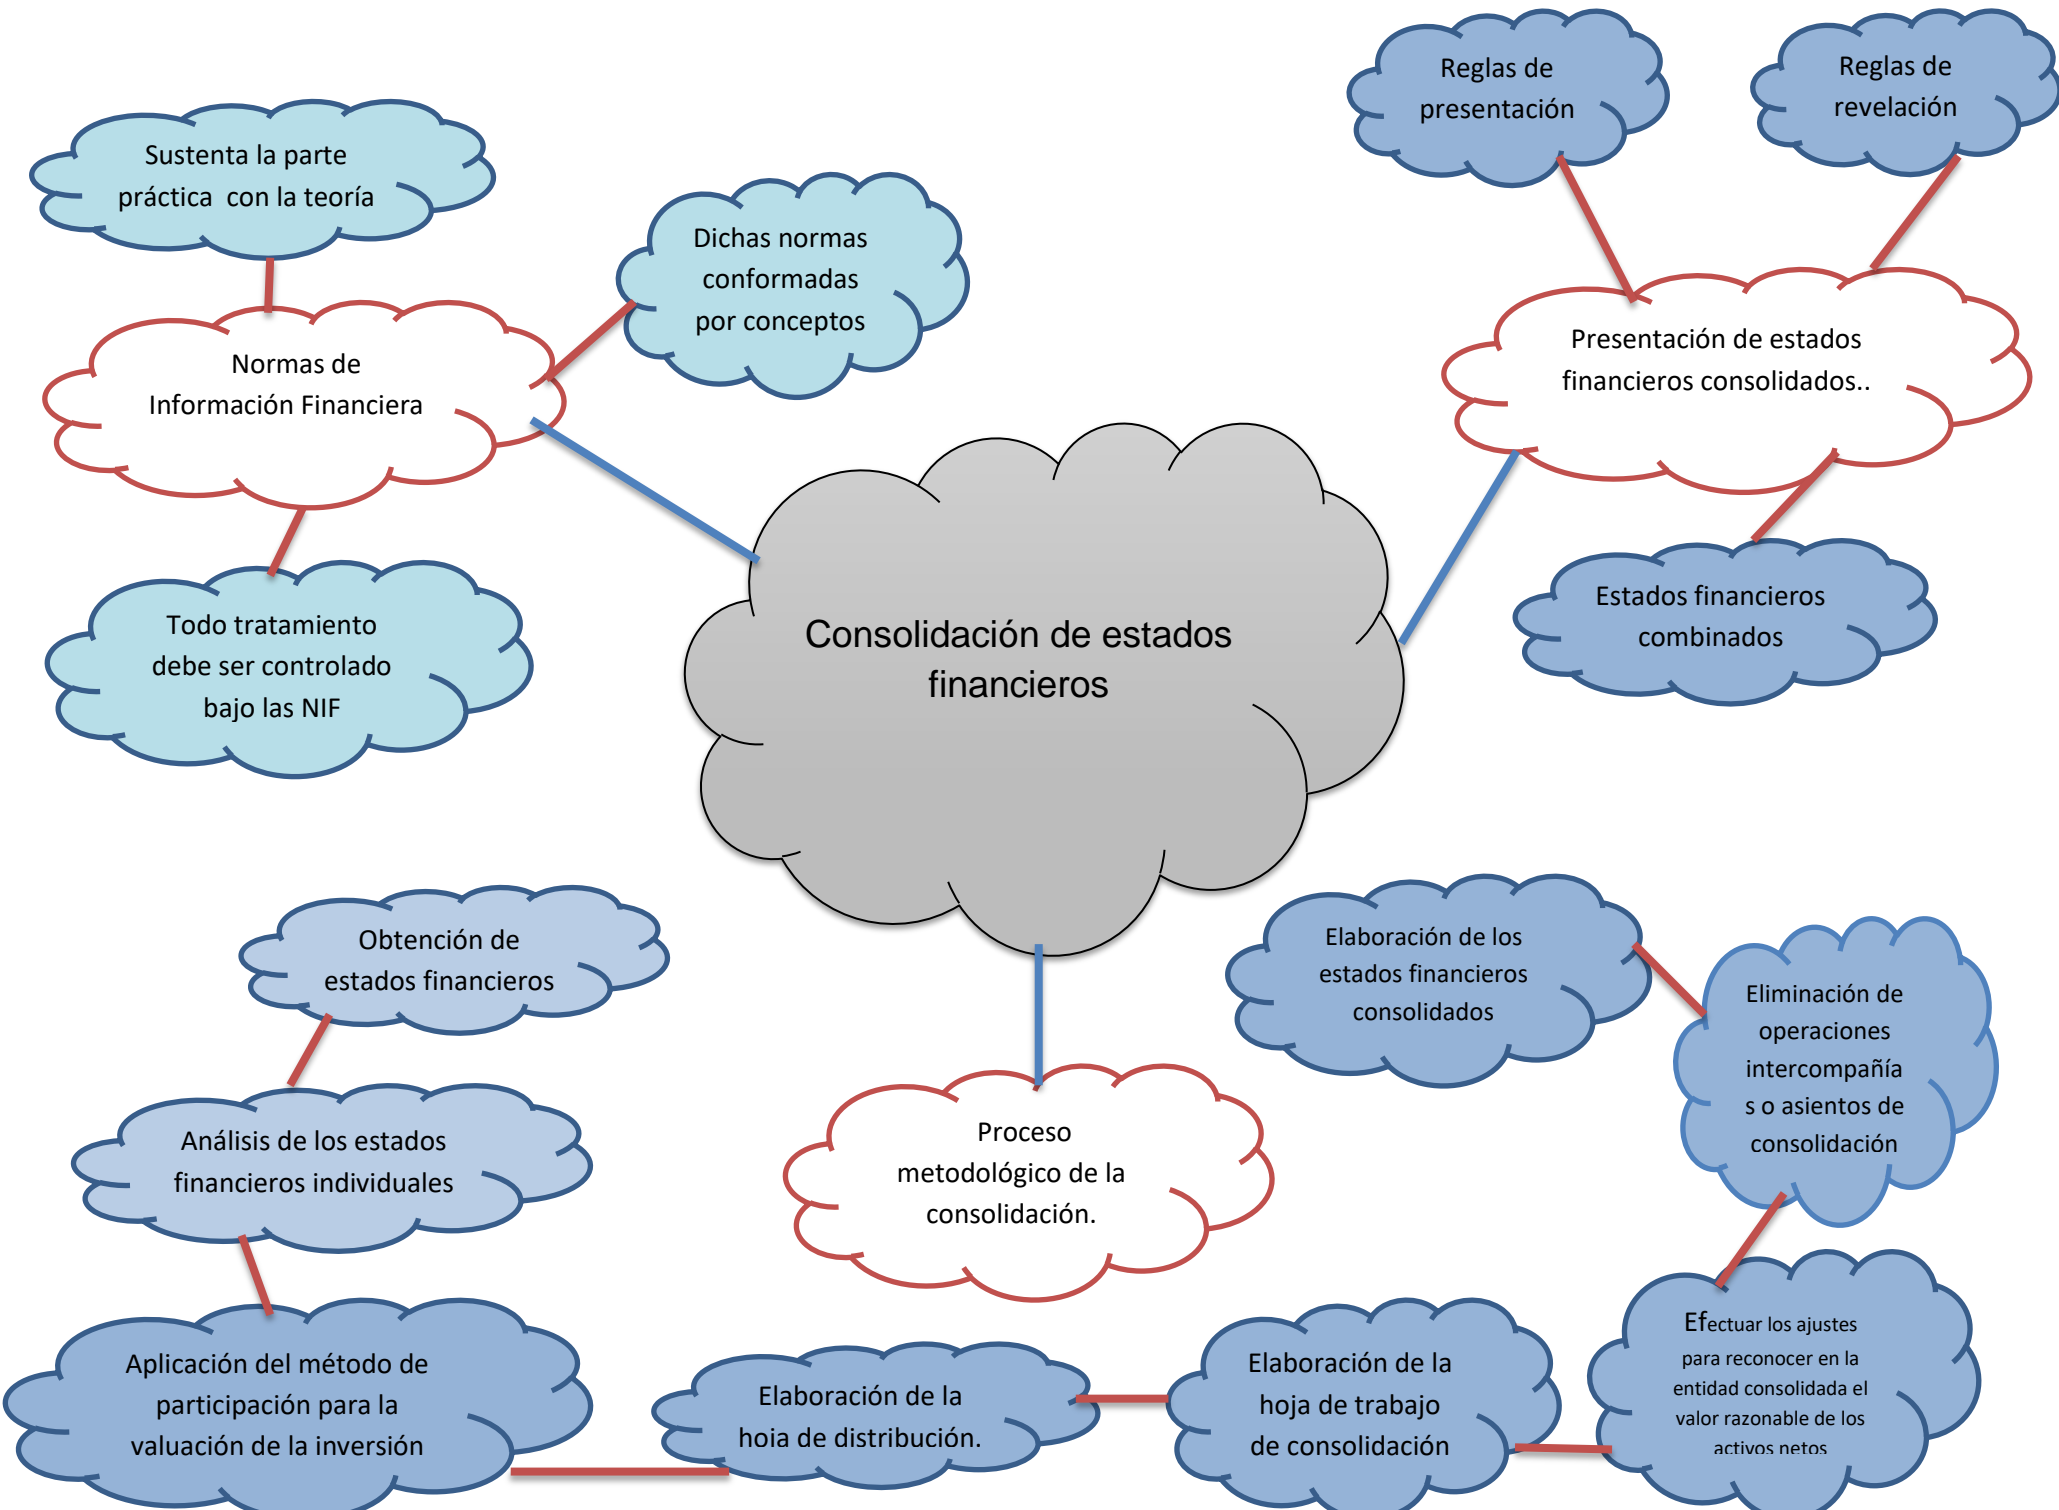 Reglas de
presentación
Reglas de
revelación
Sustenta la parte
práctica  con la teoría
Dichas normas
conformadas
por conceptos
Normas de
Información Financiera
Presentación de estados
financieros consolidados..
Todo tratamiento
debe ser controlado
bajo las NIF
Estados financieros
combinados
Consolidación de estados
financieros
Obtención de
estados financieros
Análisis de los estados
financieros individuales
Aplicación del método de
participación para la
valuación de la inversión
Proceso
metodológico de la
consolidación.
Elaboración de la
hoja de distribución.
Elaboración de la
hoja de trabajo
de consolidación
Efectuar los ajustes
para reconocer en la
entidad consolidada el
valor razonable de los
activos netos
Eliminación de
operaciones
intercompañía
s o asientos de
consolidación
Elaboración de los
estados financieros
consolidados